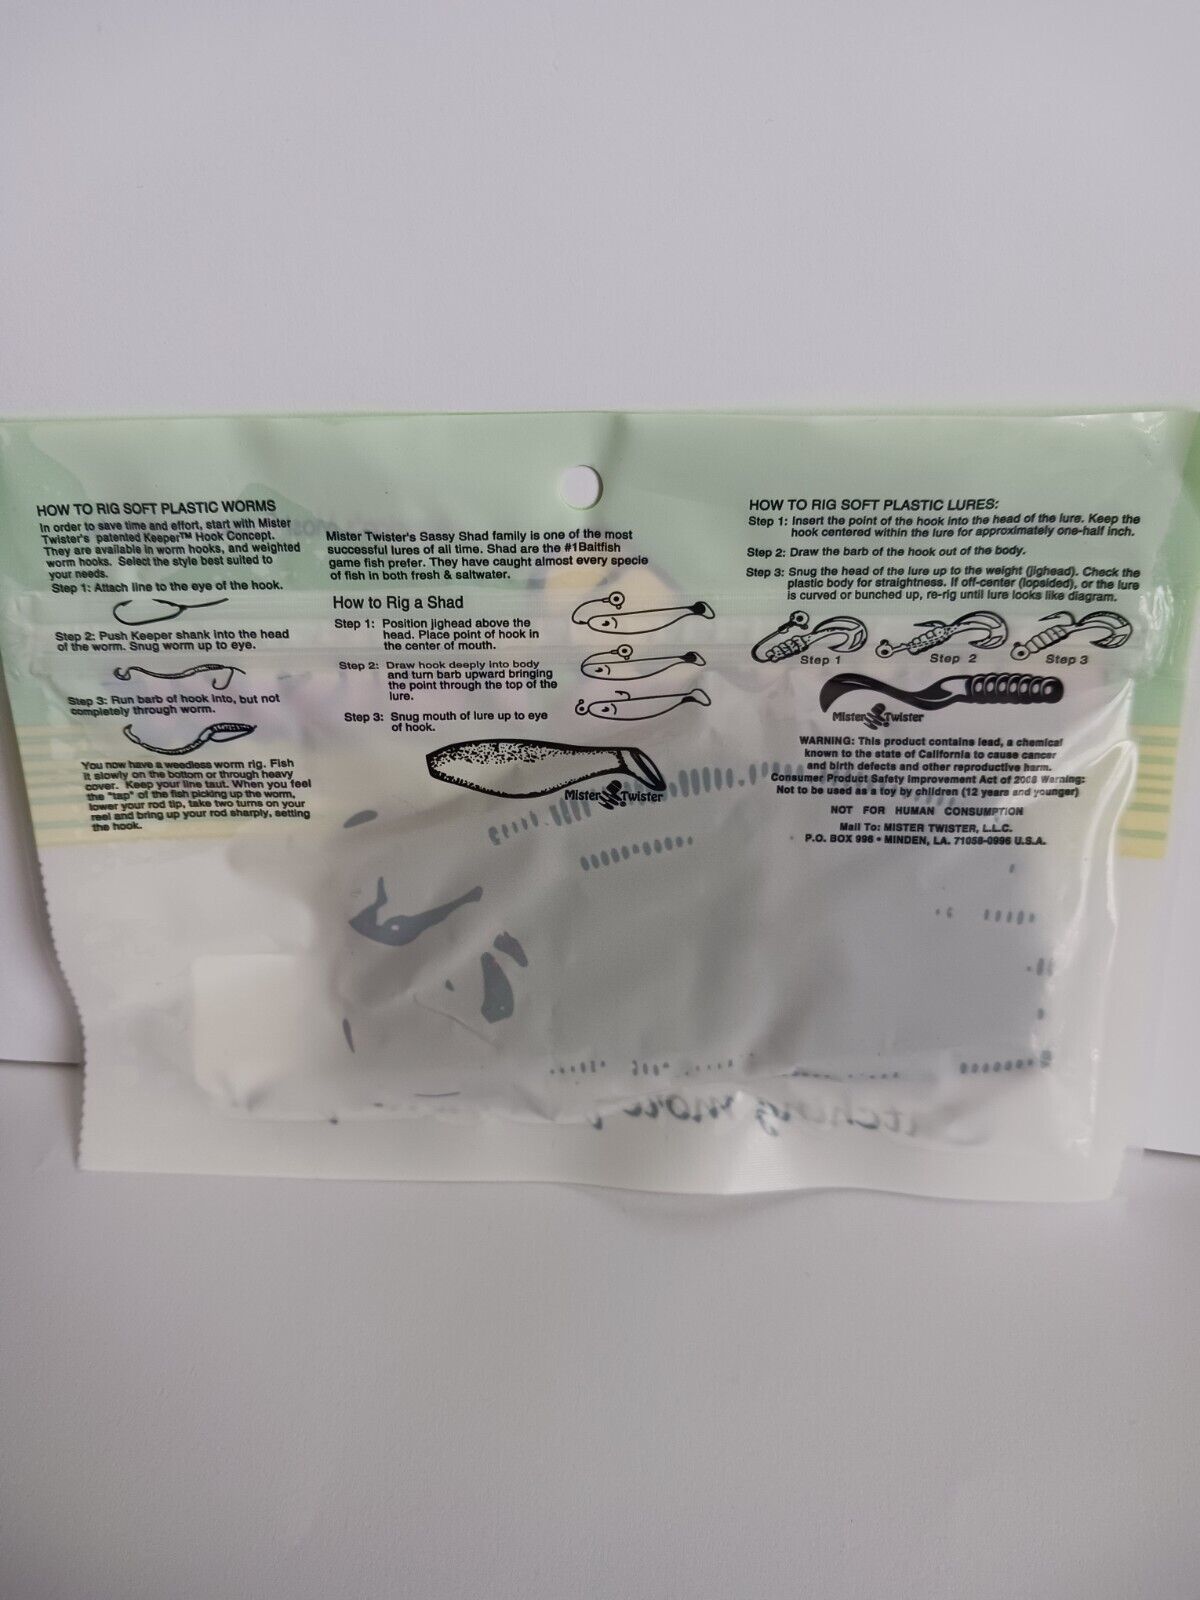 HOW TO RIG SOFT PLASTIC WORMS
In order to save time and effort, start with Mister
Twister's patented Keeper™ Hook Concept.
They are available in worm hooks, and weighted
worm hooks. Select the style best suited to
your needs.
Step 1: Attach line to the eye of the hook.
Step 2: Push Keeper shank into the head
of the worm. Snug worm up to eye.
Step 3: Run barb of hook into, but not
completely through worm.
You now have a weedless worm rig. Fish
it slowly on the bottom or through heavy
cover. Keep your line taut. When you feel
the "tap" of the fish picking up the worm,
lower your rod tip, take two turns on your
reel and bring up your rod sharply, setting
the hook.
Mister Twister's Sassy Shad family is one of the most
successful lures of all time. Shad are the #1Baitfish
game fish prefer. They have caught almost every specie
of fish in both fresh & saltwater.
How to Rig a Shad
Step 1: Position jighead above the
head. Place point of hook in
the center of mouth.
Step 2: Draw hook deeply into body
and turn barb upward bringing
the point through the top of the
lure.
Step 3: Snug mouth of lure up to eye
of hook.
Mister Twister
HOW TO RIG SOFT PLASTIC LURES:
Step 1: Insert the point of the hook into the head of the lure. Keep the
hook centered within the lure for approximately one-half inch.
Step 2: Draw the barb of the hook out of the body.
Step 3: Snug the head of the lure up to the weight (jighead). Check the
plastic body for straightness. If off-center (lopsided), or the lure
is curved or bunched up, re-rig until lure looks like diagram.
Step 1 Step 2 Step 3
Mister Twister
WARNING: This product contains lead, a chemical
known to the state of California to cause cancer
and birth defects and other reproductive harm.
Consumer Product Safety Improvement Act of 2008 Warning:
Not to be used as a toy by children (12 years and younger)
NOT FOR HUMAN CONSUMPTION
Mail To: MISTER TWISTER, L.L.C.
P.O. BOX 996 • MINDEN, LA. 71058-0996 U.S.A.